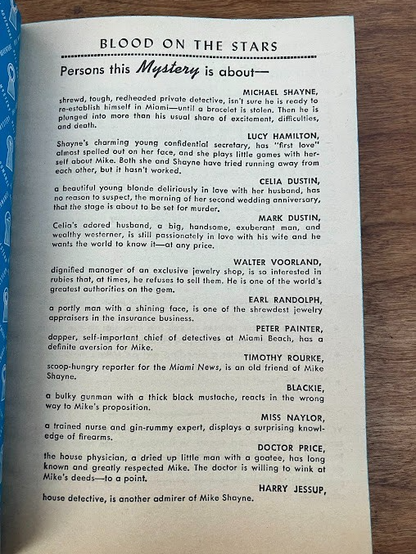 BLOOD ON THE STARS
Persons this Mystery is about—
MICHAEL SHAYNE,
shrewd, tough, redheaded private detective, isn't sure he is ready to
re-establish himself in Miami—until a bracelet is stolen. Then he is
plunged into more than his usual share of excitement, difficulties,
and death.
LUCY HAMILTON,
Shayne's charming young confidential secretary, has "first love"
almost spelled out on her face, and she plays little games with her-
self about Mike. Both she and Shayne have tried running away from
each other, but it hasn't worked.
CELIA DUSTIN,
a beautiful young blonde deliriously in love with her husband, has
no reason to suspect, the morning of her second wedding anniversary,
that the stage is about to be set for murder.
MARK DUSTIN,
Celia's adored husband, a big, handsome, exuberant man, and
wealthy westerner, is still passionately in love with his wife and he
wants the world to know it—at any price.
WALTER VOORLAND,
dignified manager of an exclusive jewelry shop, is so interested in
rubies that, at times, he refuses to sell them. He is one of the world's
greatest authorities on the gem.
EARL RANDOLPH,
a portly man with a shining face, is one of the shrewdest jewelry
appraisers in the insurance business.
PETER PAINTER,
dapper, self-important chief of detectives at Miami Beach, has a
definite aversion for Mike.
TIMOTHY ROURKE,
scoop-hungry reporter for the Miami News, is an old friend of Mike
Shayne.
BLACKIE,
a bulky gunman with a thick black mustache, reacts in the wrong
way to Mike's proposition.
MISS NAYLOR,
a trained nurse and gin-rummy expert, displays a surprising knowl-
edge of firearms.
DOCTOR PRICE,
the house physician, a dried up little man with a goatee, has long
known and greatly respected Mike. The doctor is willing to wink at
Mike's deeds—to a point.
HARRY JESSUP,
house detective, is another admirer of Mike Shayne.